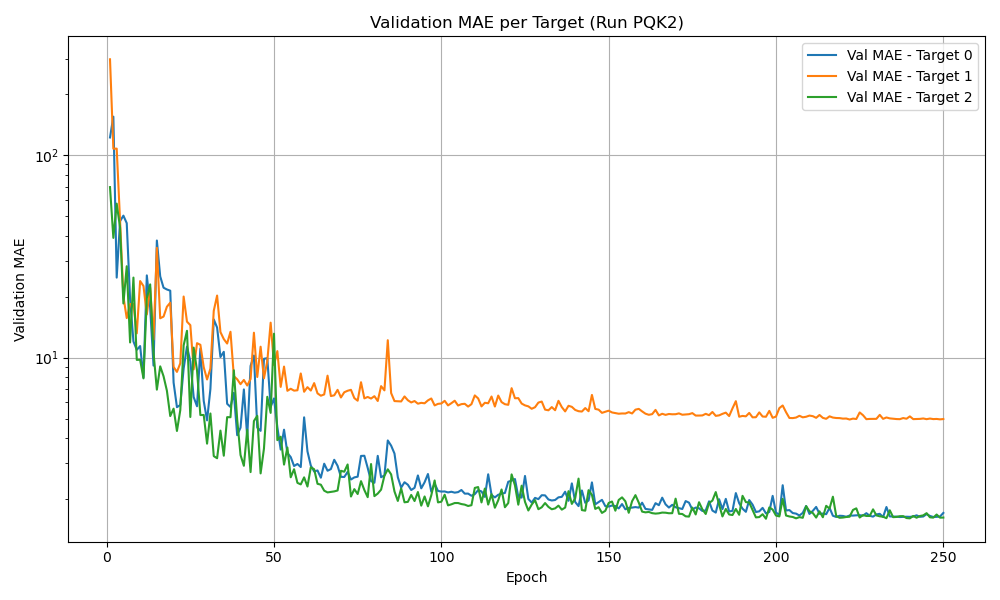 Validation MAE per Target (Run PQK2)
Val MAE - Target 0
Val MAE - Target 1
Val MAE - Target 2
Validation MAE
10²
10¹
0 50 100 150 200 250
Epoch